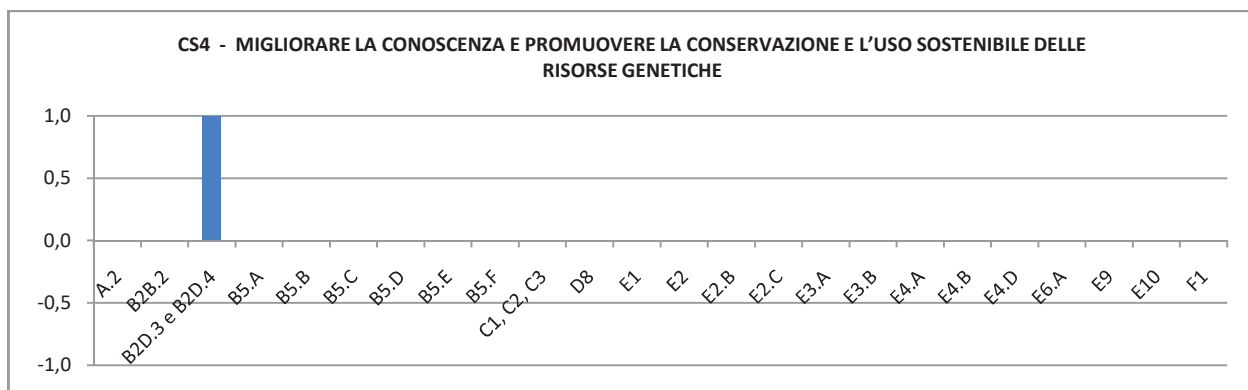 CS4 - MIGLIORARE LA CONOSCENZA E PROMUOVERE LA CONSERVAZIONE E L’USO SOSTENIBILE DELLE
RISORSE GENETICHE
1,0
0,5
0,0
-0,5
-1,0
A.2
B2B.2
B2D.3 e B2D.4
B5.A
B5.B
B5.C
B5.D
B5.E
B5.F
C1, C2, C3
D8
E1
E2
E2.B
E2.C
E3.A
E3.B
E4.A
E4.B
E4.D
E6.A
E9
E10
F1